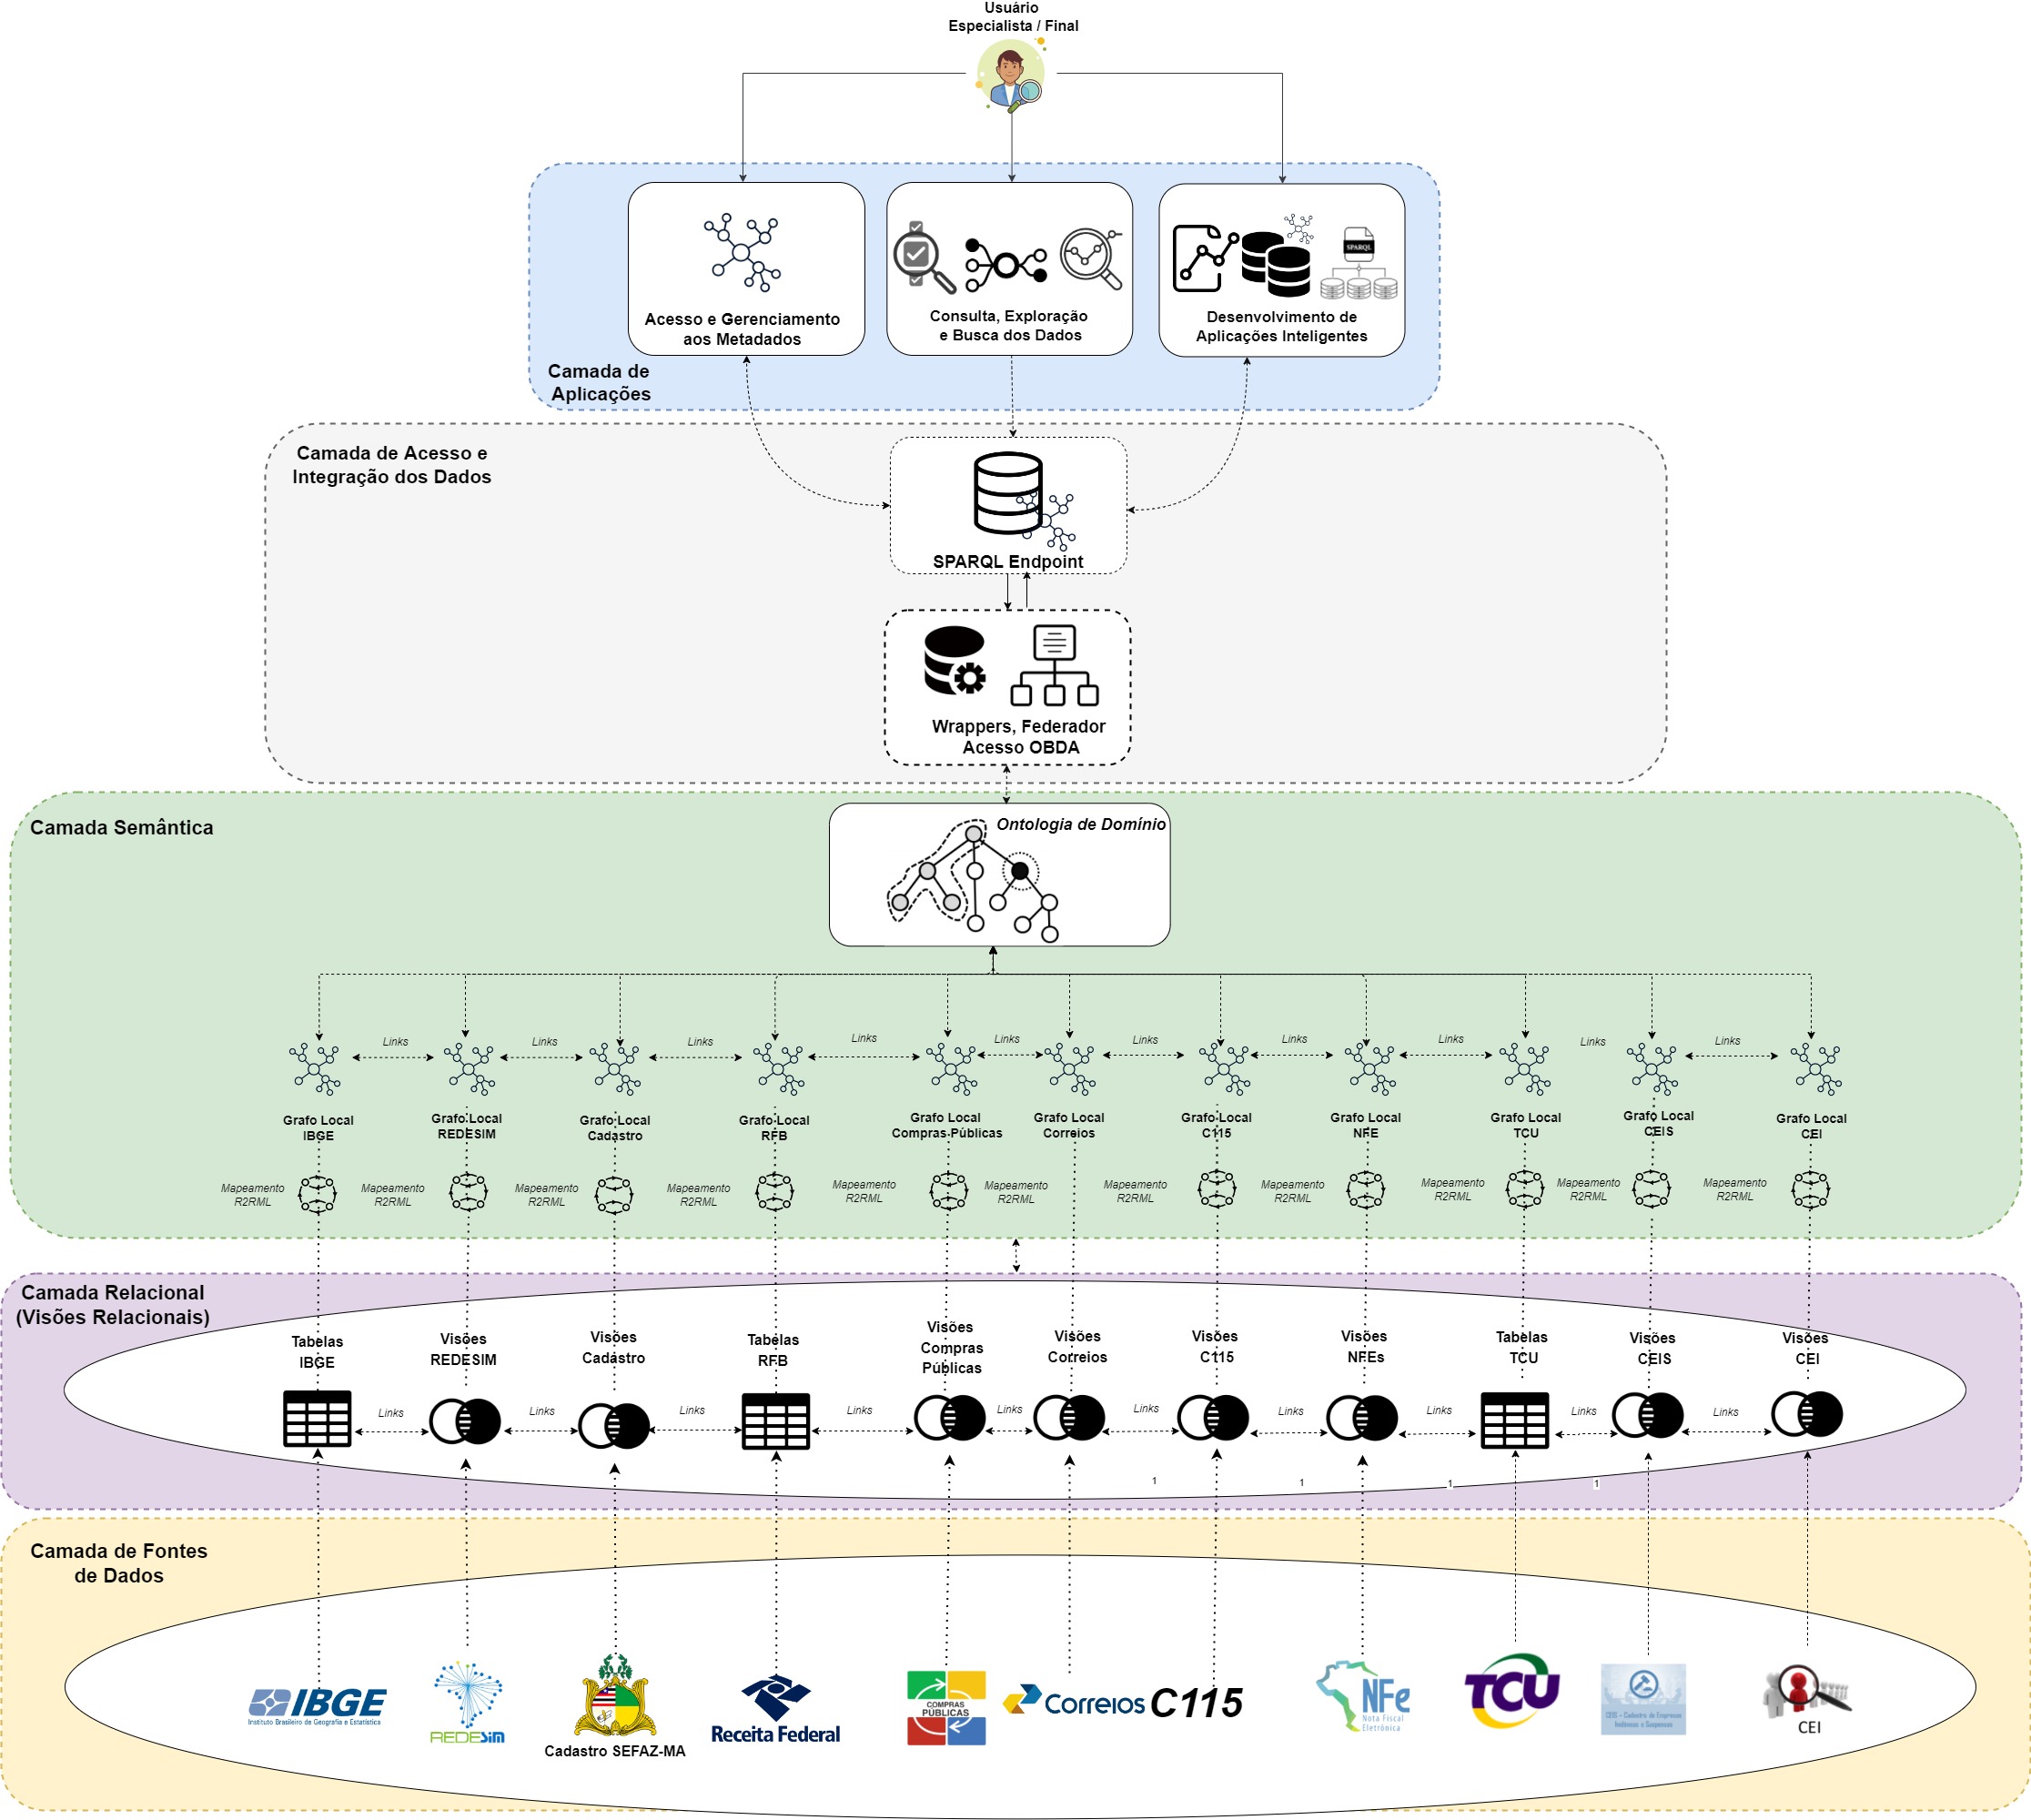 Usuário
Especialista / Final
SPARQL
Acesso e Gerenciamento
aos Metadados
Consulta, Exploração
e Busca dos Dados
Desenvolvimento de
Aplicações Inteligentes
Camada de
Aplicações
Camada de Acesso e
Integração dos Dados
SPARQL Endpoint
Wrappers, Federador
Acesso OBDA
Camada Semântica
Ontologia de Domínio
Links
Links
Links
Links
Links
Links
Links
Links
Links
Links
Grafo Local
IBGE
Grafo Local
REDESIM
Grafo Local
Cadastro
Grafo Local
RFB
Grafo Local
Compras Públicas
Grafo Local
Correios
Grafo Local
C115
Grafo Local
NFE
Grafo Local
TCU
Grafo Local
CEIS
Grafo Local
CEI
Mapeamento
R2RML
Mapeamento
R2RML
Mapeamento
R2RML
Mapeamento
R2RML
Mapeamento
R2RML
Mapeamento
R2RML
Mapeamento
R2RML
Mapeamento
R2RML
Mapeamento
R2RML
Mapeamento
R2RML
Mapeamento
R2RML
Camada Relacional
(Visões Relacionais)
Tabelas
IBGE
Visões
REDESIM
Visões
Cadastro
Tabelas
RFB
Visões
Compras
Públicas
Visões
Correios
Visões
C115
Visões
NFEs
Tabelas
TCU
Visões
CEIS
Visões
CEI
Links
Links
Links
Links
Links
Links
Links
Links
Links
Links
1
1
1
1
Camada de Fontes
de Dados
IBGE
Instituto Brasileiro de Geografia e Estatística
REDESIM
Cadastro SEFAZ-MA
Receita Federal
COMPRAS
PÚBLICAS
Correios
C115
NFe
Nota Fiscal
Eletrônica
TCU
CEIS - Cadastro de Empresas
Inidôneas e Suspensas
CEI